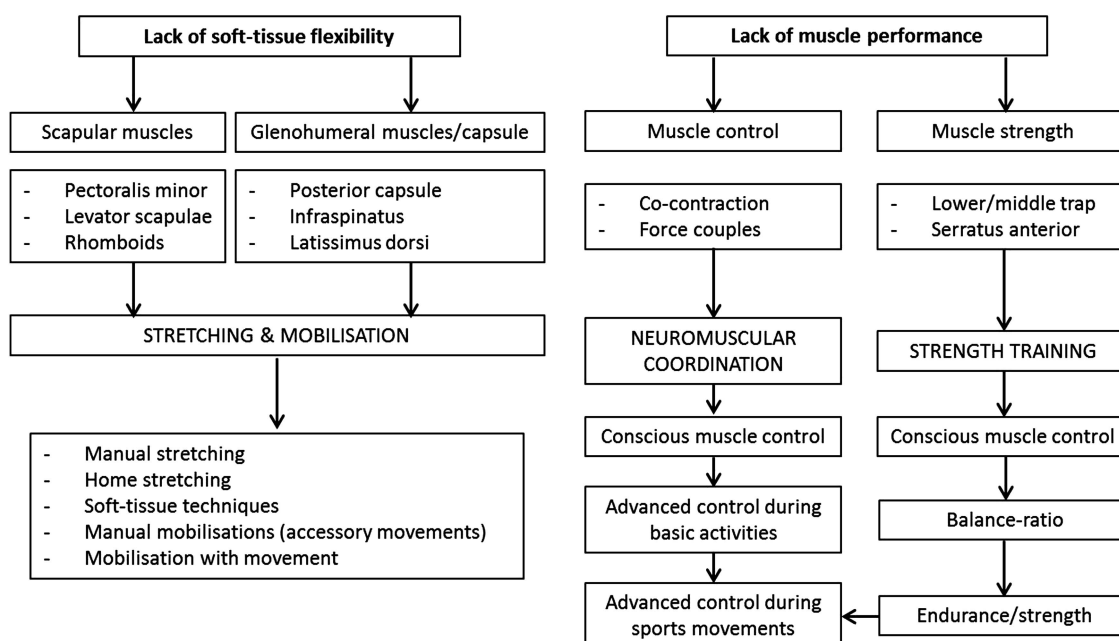 Lack of soft-tissue flexibility
Scapular muscles
Glenohumeral muscles/capsule
- Pectoralis minor
- Levator scapulae
- Rhomboids
- Posterior capsule
- Infraspinatus
- Latissimus dorsi
STRETCHING & MOBILISATION
- Manual stretching
- Home stretching
- Soft-tissue techniques
- Manual mobilisations (accessory movements)
- Mobilisation with movement
Lack of muscle performance
Muscle control
Muscle strength
- Co-contraction
- Force couples
- Lower/middle trap
- Serratus anterior
NEUROMUSCULAR
COORDINATION
STRENGTH TRAINING
Conscious muscle control
Conscious muscle control
Advanced control during
basic activities
Balance-ratio
Advanced control during
sports movements
Endurance/strength